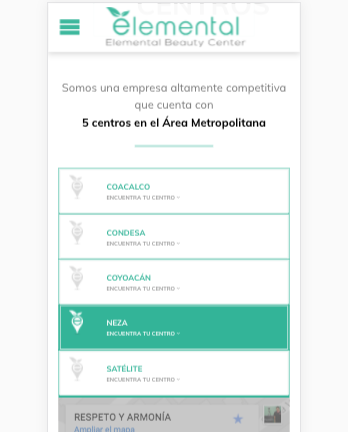 CENTROS
elemental
Elemental Beauty Center
Somos una empresa altamente competitiva
que cuenta con
5 centros en el Área Metropolitana
COACALCO
ENCUENTRA TU CENTRO ~
CONDESA
ENCUENTRA TU CENTRO ~
COYOACÁN
ENCUENTRA TU CENTRO ~
NEZA
ENCUENTRA TU CENTRO ~
SATÉLITE
ENCUENTRA TU CENTRO ~
RESPETO Y ARMONÍA
Ampliar el mapa